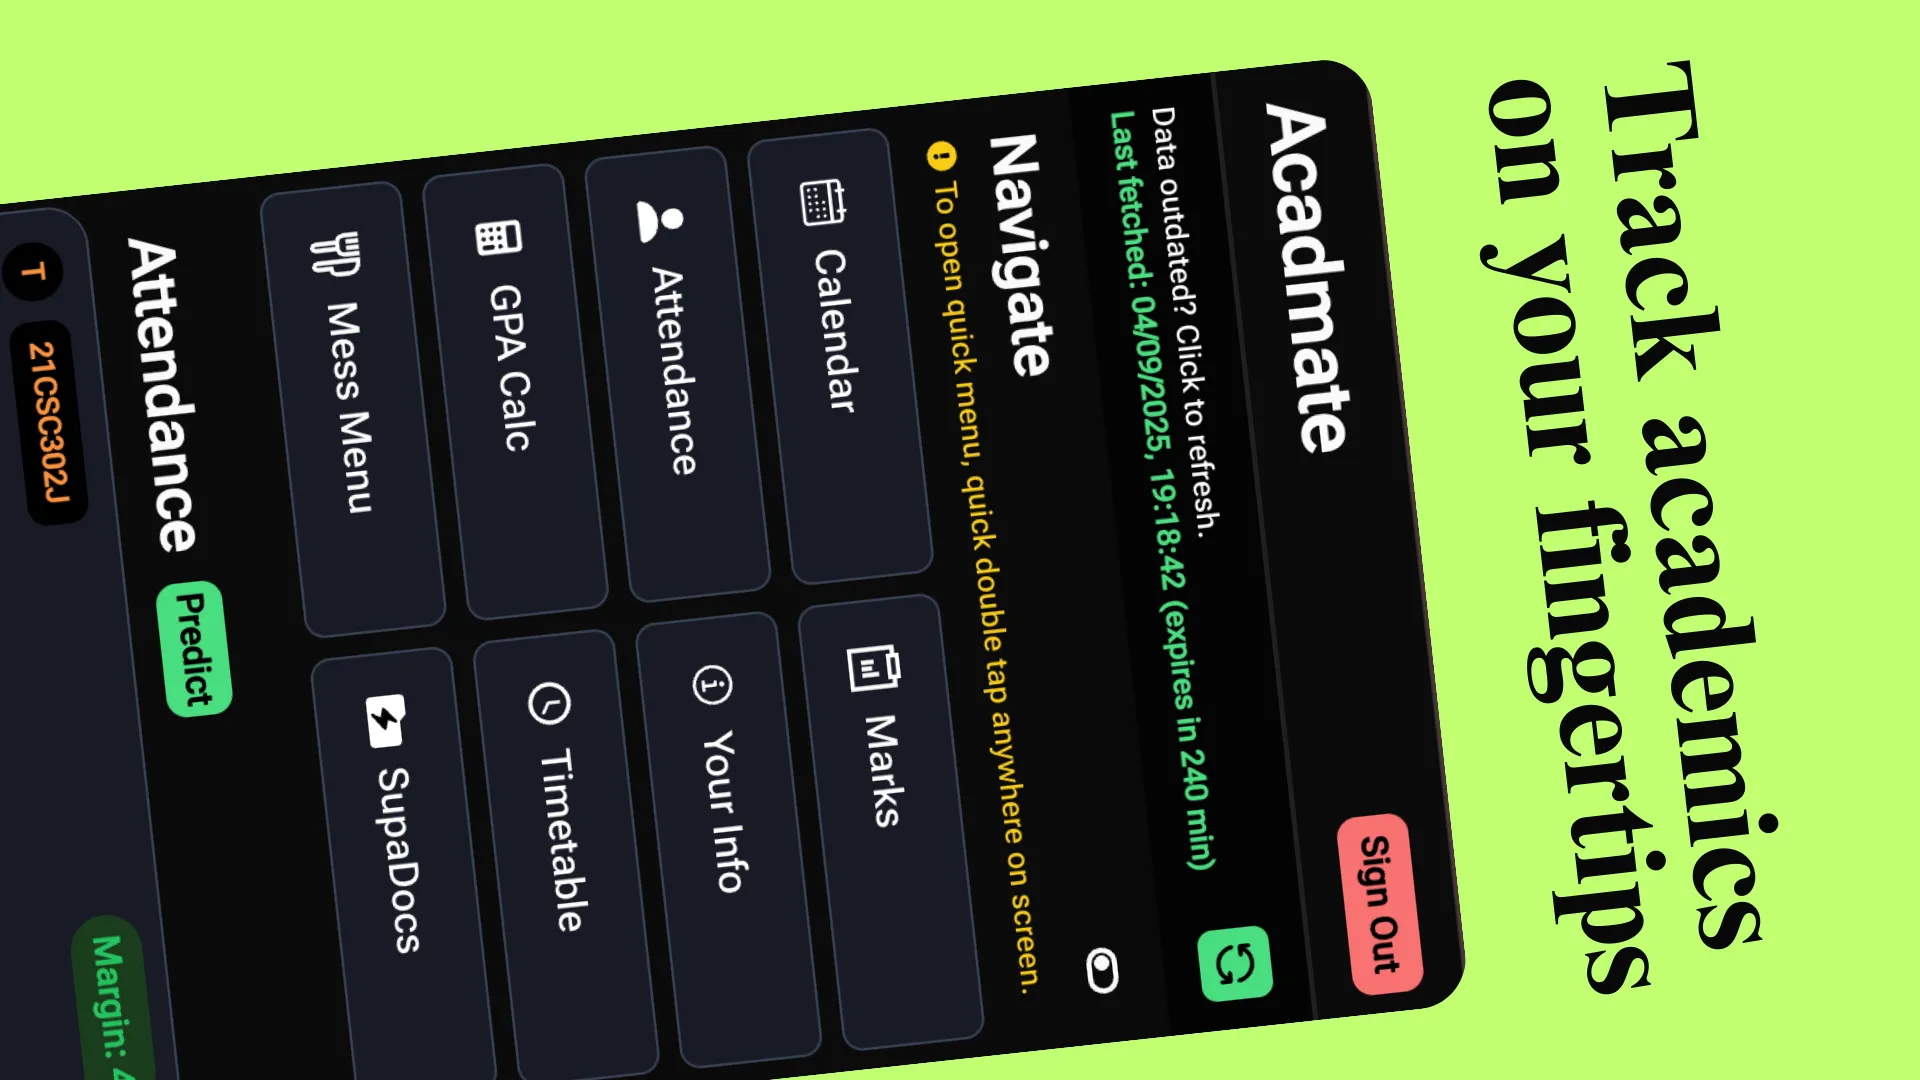 Track academics
on your fingertips
Acadmate
Sign Out
Data outdated? Click to refresh.
Last fetched: 04/09/2025, 19:18:42 (expires in 240 min)
Navigate
To open quick menu, quick double tap anywhere on screen.
Calendar
Marks
Attendance
Your Info
GPA Calc
Timetable
Mess Menu
SupaDocs
Attendance
Predict
T
21CSC302J
Margin: